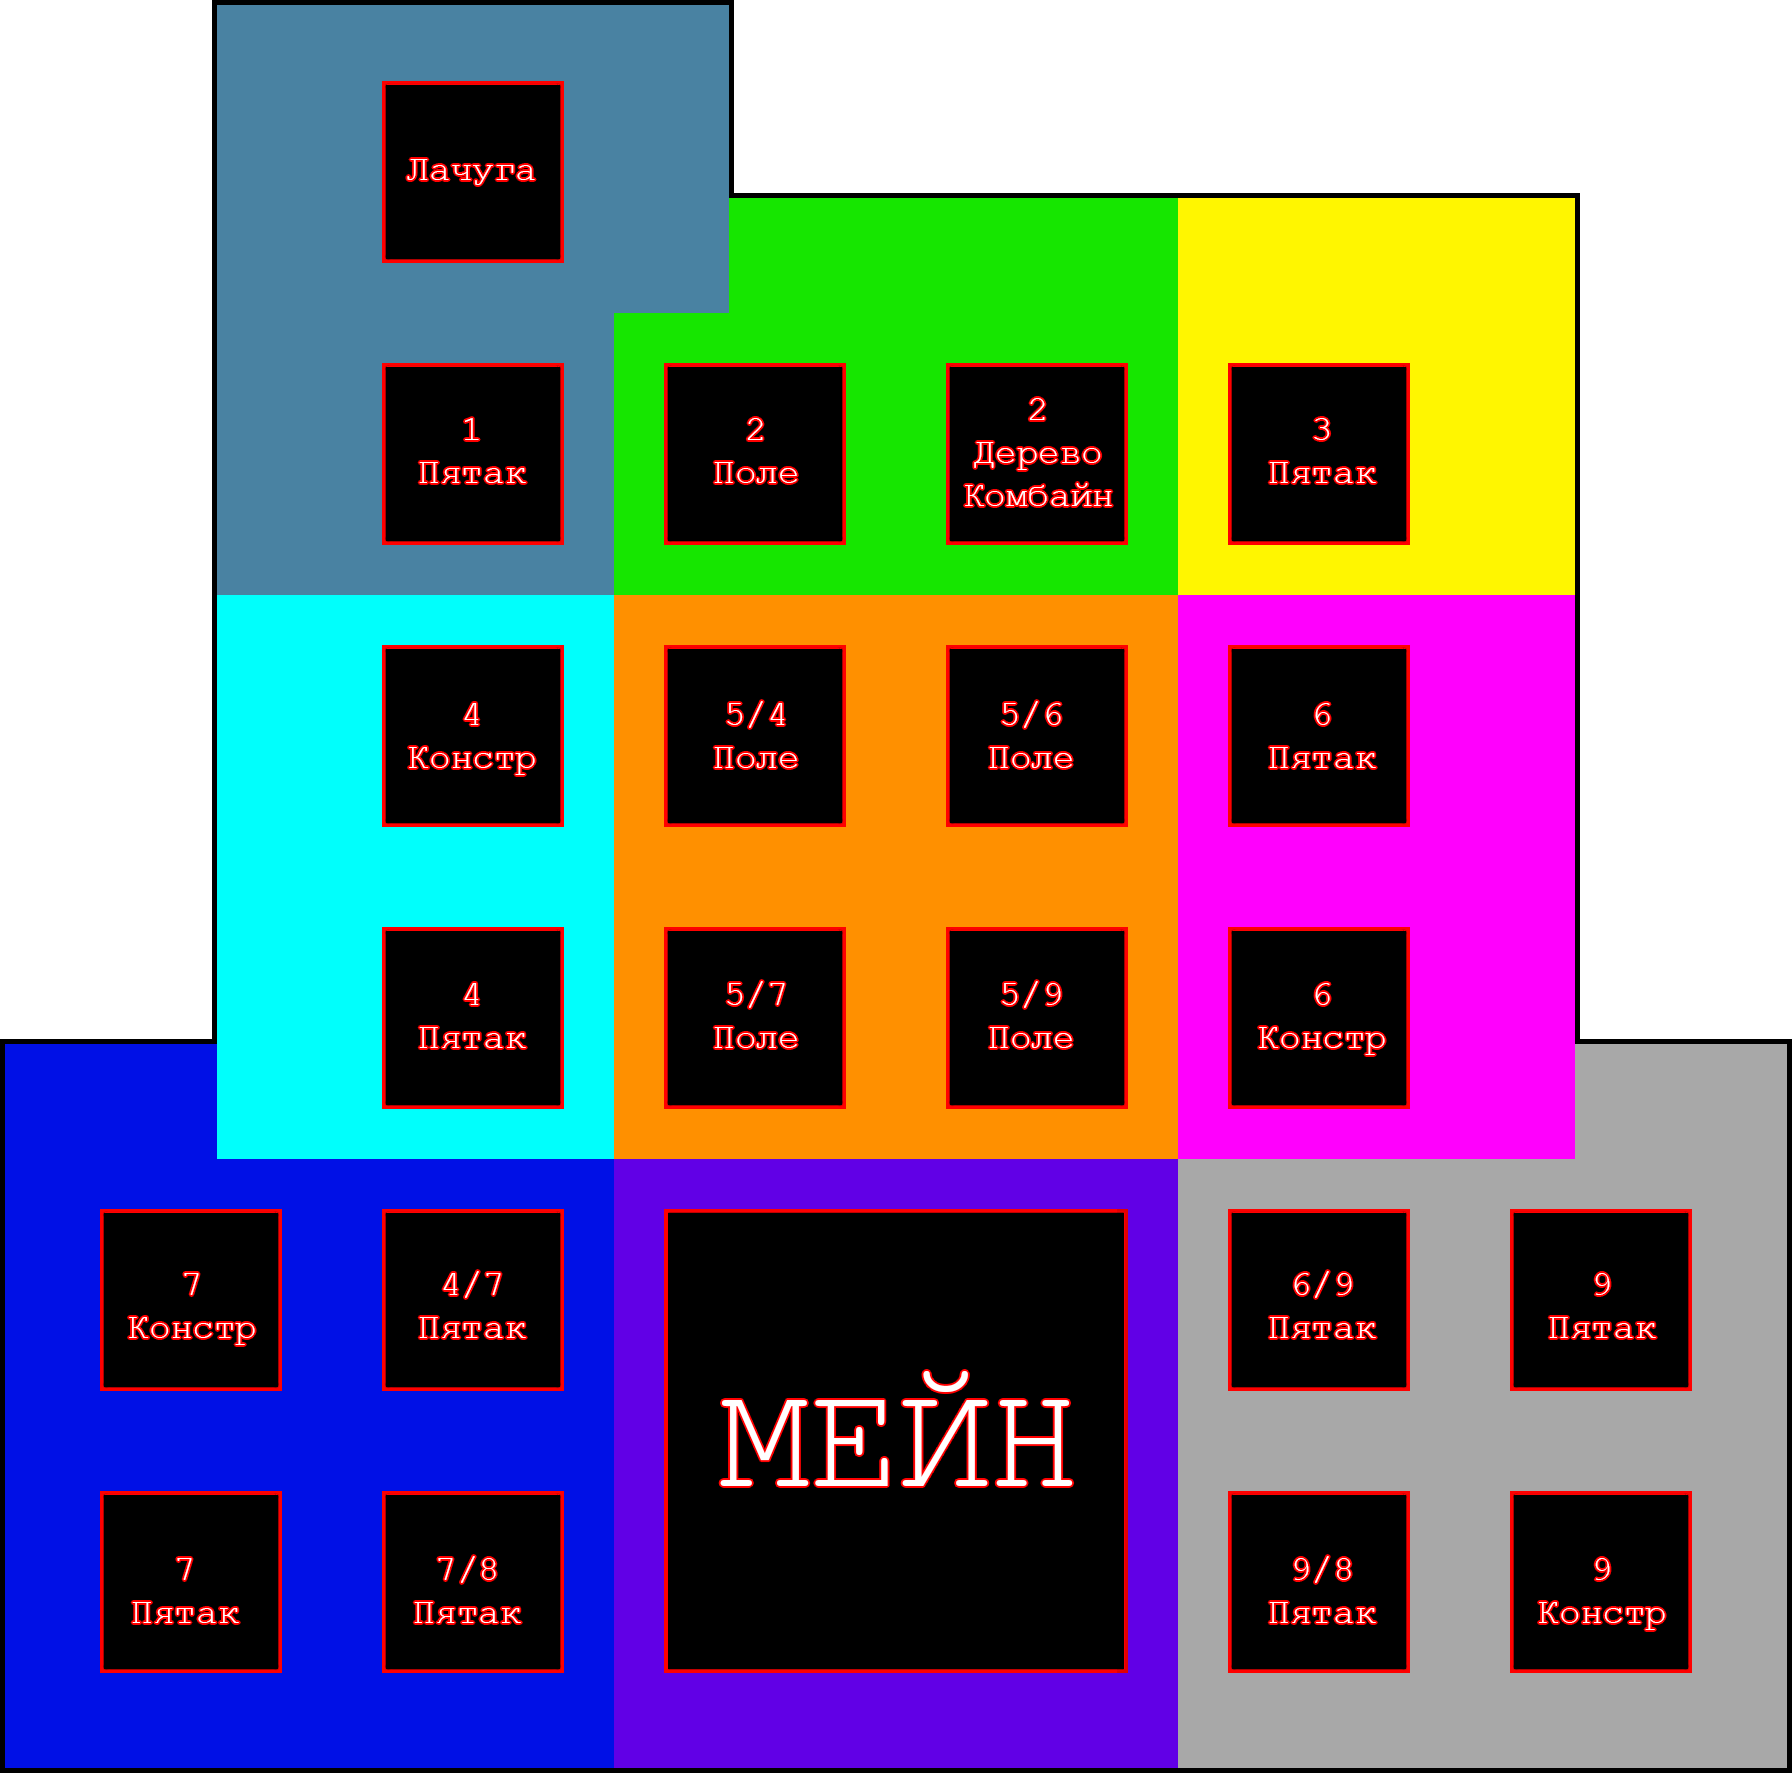 Лачуга
1
Пятак
2
Поле
2
Дерево
Комбайн
3
Пятак
4
Констр
5/4
Поле
5/6
Поле
6
Пятак
4
Пятак
5/7
Поле
5/9
Поле
6
Констр
7
Констр
4/7
Пятак
МЕЙН
6/9
Пятак
9
Пятак
7
Пятак
7/8
Пятак
9/8
Пятак
9
Констр